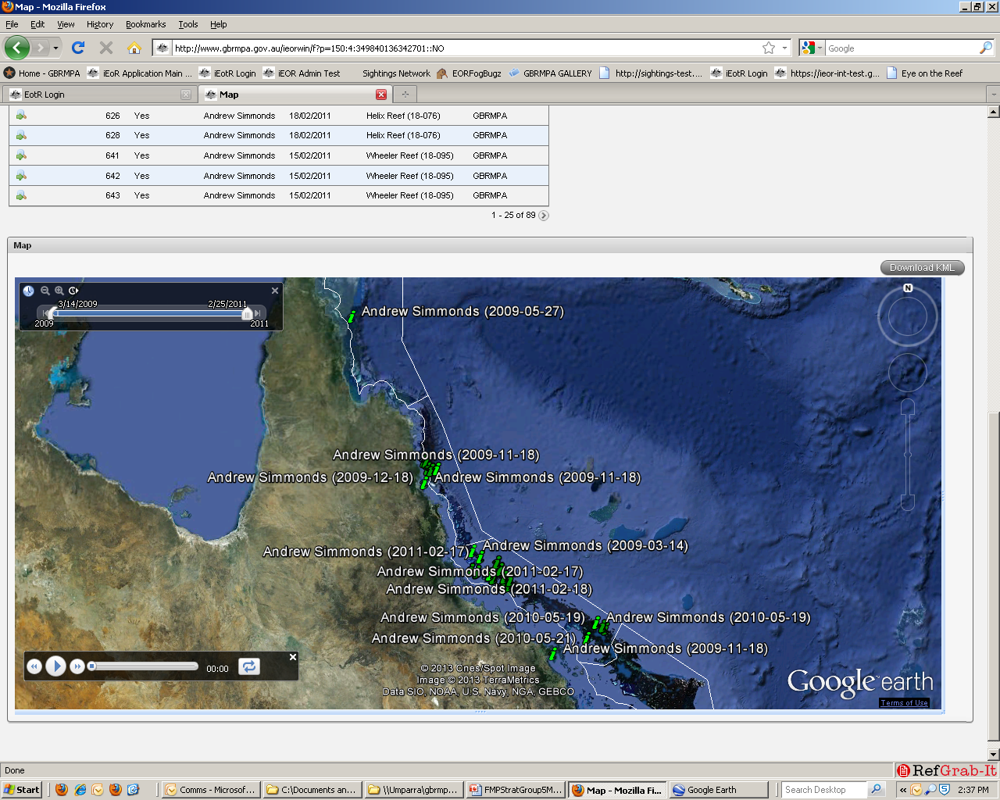 Map - Mozilla Firefox
File Edit View History Bookmarks Tools Help
http://www.gbrmpa.gov.au/ieorwin/f?p=150:4:349840136342701::NO
Google
Home - GBRMPA iEoR Application Main ... iEotR Login iEOR Admin Test Sightings Network EORFogBugz GBRMPA GALLERY http://sightings-test.... iEotR Login https://ieor-int-test.g... Eye on the Reef
EotR Login Map
626 Yes Andrew Simmonds 18/02/2011 Helix Reef (18-076) GBRMPA
628 Yes Andrew Simmonds 18/02/2011 Helix Reef (18-076) GBRMPA
641 Yes Andrew Simmonds 15/02/2011 Wheeler Reef (18-095) GBRMPA
642 Yes Andrew Simmonds 15/02/2011 Wheeler Reef (18-095) GBRMPA
643 Yes Andrew Simmonds 15/02/2011 Wheeler Reef (18-095) GBRMPA
1 - 25 of 89
Map
Download KML
3/14/2009 2/25/2011
2009 2011
N
Andrew Simmonds (2009-05-27)
Andrew Simmonds (2009-11-18)
Andrew Simmonds (2009-12-18) Andrew Simmonds (2009-11-18)
Andrew Simmonds (2009-03-14)
Andrew Simmonds (2011-02-17)
Andrew Simmonds (2011-02-17)
Andrew Simmonds (2011-02-18)
Andrew Simmonds (2010-05-19) Andrew Simmonds (2010-05-19)
Andrew Simmonds (2010-05-21)
Andrew Simmonds (2009-11-18)
00:00
© 2013 Cnes/Spot Image
Image © 2013 TerraMetrics
Data SIO, NOAA, U.S. Navy, NGA, GEBCO
Google earth
Terms of Use
Done
RefGrab-It
Start Comms - Microsof... C:\Documents an... \\Umparra\gbrmp... FMPStratGroup5M... Map - Mozilla Fi... Google Earth Search Desktop 2:37 PM